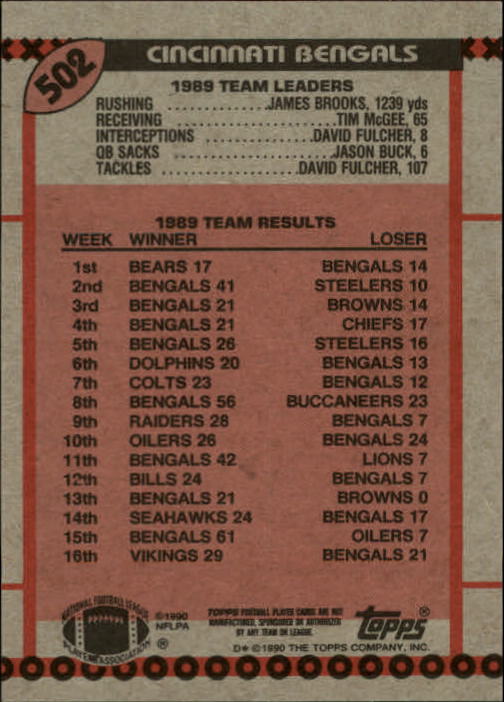 502
CINCINNATI BENGALS
1989 TEAM LEADERS
RUSHING ..............JAMES BROOKS, 1239 yds
RECEIVING ......................TIM McGEE, 65
INTERCEPTIONS ..............DAVID FULCHER, 8
QB SACKS ......................JASON BUCK, 6
TACKLES ...................DAVID FULCHER, 107
1989 TEAM RESULTS
WEEK WINNER LOSER
1st BEARS 17 BENGALS 14
2nd BENGALS 41 STEELERS 10
3rd BENGALS 21 BROWNS 14
4th BENGALS 21 CHIEFS 17
5th BENGALS 26 STEELERS 16
6th DOLPHINS 20 BENGALS 13
7th COLTS 23 BENGALS 12
8th BENGALS 56 BUCCANEERS 23
9th RAIDERS 28 BENGALS 7
10th OILERS 26 BENGALS 24
11th BENGALS 42 LIONS 7
12th BILLS 24 BENGALS 7
13th BENGALS 21 BROWNS 0
14th SEAHAWKS 24 BENGALS 17
15th BENGALS 61 OILERS 7
16th VIKINGS 29 BENGALS 21
NATIONAL FOOTBALL LEAGUE
PLAYERS ASSOCIATION ®
©1990
NFLPA
TOPPS FOOTBALL PLAYER CARDS ARE NOT
MANUFACTURED, SPONSORED OR AUTHORIZED
BY ANY TEAM OR LEAGUE.
Topps®
D* ©1990 THE TOPPS COMPANY, INC.